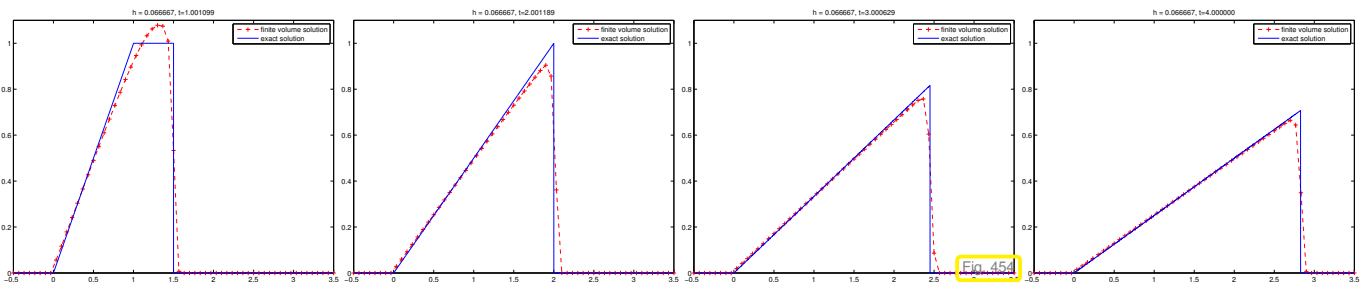 h = 0.066667, t=1.001099
finite volume solution
exact solution
1
0.8
0.6
0.4
0.2
0
−0.5 0 0.5 1 1.5 2 2.5 3 3.5
h = 0.066667, t=2.001189
finite volume solution
exact solution
1
0.8
0.6
0.4
0.2
0
−0.5 0 0.5 1 1.5 2 2.5 3 3.5
h = 0.066667, t=3.000629
finite volume solution
exact solution
1
0.8
0.6
0.4
0.2
0
−0.5 0 0.5 1 1.5 2 2.5 3 3.5
Fig. 454
h = 0.066667, t=4.000000
finite volume solution
exact solution
1
0.8
0.6
0.4
0.2
0
−0.5 0 0.5 1 1.5 2 2.5 3 3.5